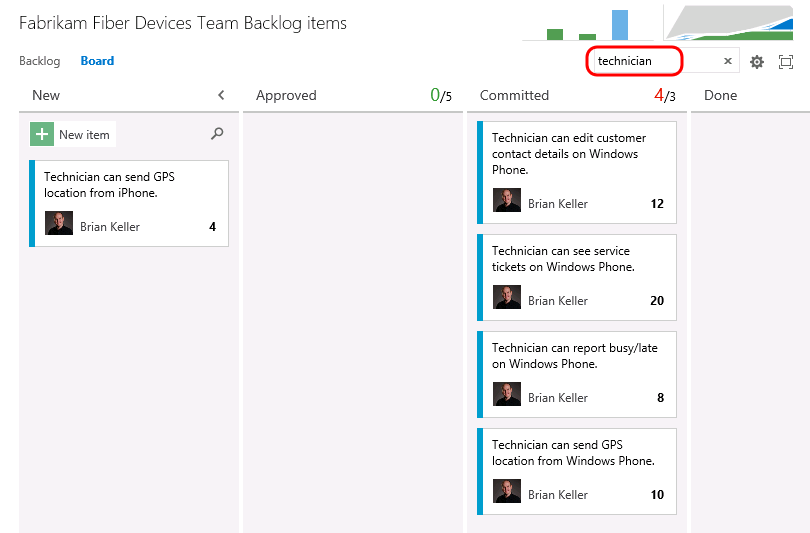 Fabrikam Fiber Devices Team Backlog items
Backlog Board
technician
New
Approved 0/5
Committed 4/3
Done
New item
Technician can send GPS
location from iPhone.
Brian Keller 4
Technician can edit customer
contact details on Windows
Phone.
Brian Keller 12
Technician can see service
tickets on Windows Phone.
Brian Keller 20
Technician can report busy/late
on Windows Phone.
Brian Keller 8
Technician can send GPS
location from Windows Phone.
Brian Keller 10